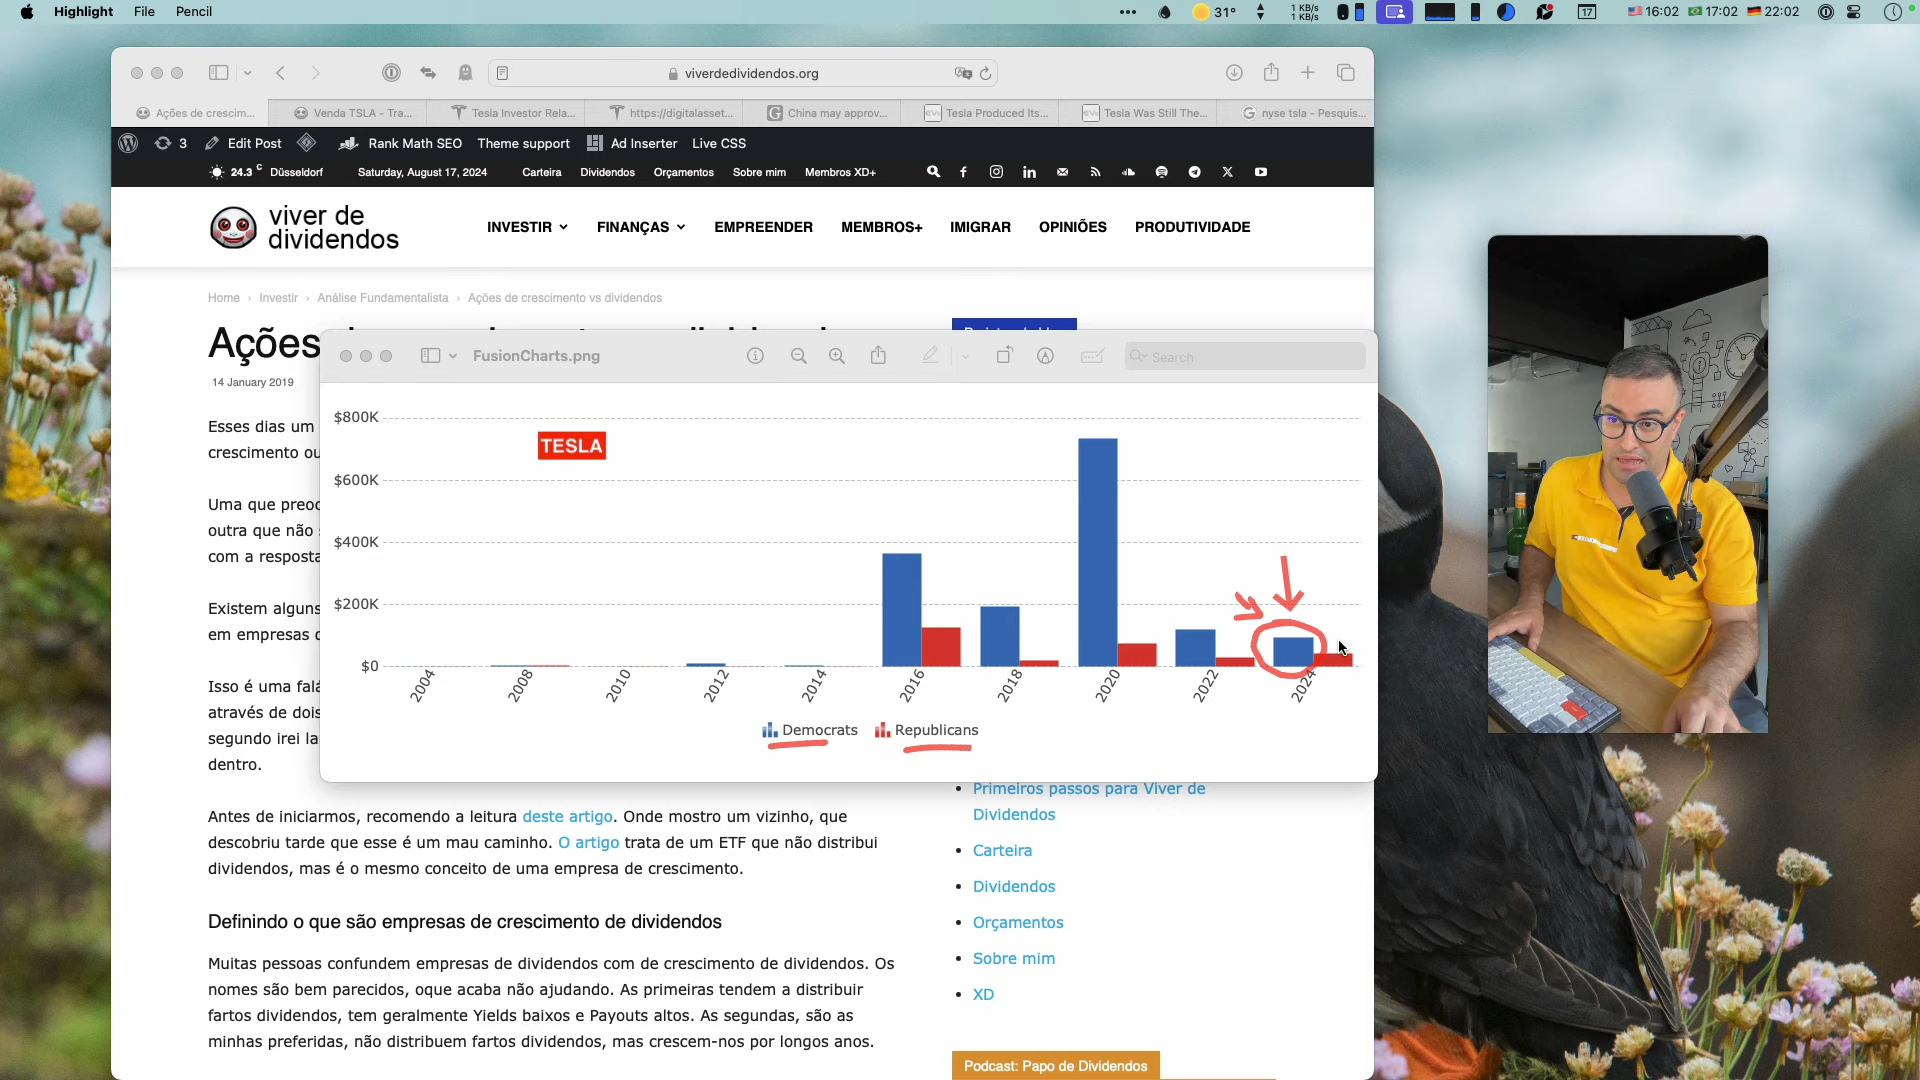 Highlight File Pencil
31° 1 KB/s 1 KB/s 17 16:02 17:02 22:02
viverdedividendos.org
Ações de crescim... Venda TSLA - Tra... Tesla Investor Rela... https://digitalasset... China may approv... Tesla Produced Its... Tesla Was Still The... nyse tsla - Pesquis...
3 Edit Post Rank Math SEO Theme support Ad Inserter Live CSS
24.3 C Düsseldorf Saturday, August 17, 2024 Carteira Dividendos Orçamentos Sobre mim Membros XD+
viver de
dividendos
INVESTIR FINANÇAS EMPREENDER MEMBROS+ IMIGRAR OPINIÕES PRODUTIVIDADE
Home › Investir › Análise Fundamentalista › Ações de crescimento vs dividendos
Ações
14 January 2019
FusionCharts.png
Search
$800K
TESLA
$600K
$400K
$200K
$0
2004 2008 2010 2012 2014 2016 2018 2020 2022 2024
Democrats Republicans
Esses dias um
crescimento ou
Uma que preoc
outra que não
com a resposta
Existem alguns
em empresas
Isso é uma falá
através de dois
segundo irei la
dentro.
Antes de iniciarmos, recomendo a leitura deste artigo. Onde mostro um vizinho, que
descobriu tarde que esse é um mau caminho. O artigo trata de um ETF que não distribui
dividendos, mas é o mesmo conceito de uma empresa de crescimento.
Definindo o que são empresas de crescimento de dividendos
Muitas pessoas confundem empresas de dividendos com de crescimento de dividendos. Os
nomes são bem parecidos, oque acaba não ajudando. As primeiras tendem a distribuir
fartos dividendos, tem geralmente Yields baixos e Payouts altos. As segundas, são as
minhas preferidas, não distribuem fartos dividendos, mas crescem-nos por longos anos.
Primeiros passos para Viver de
Dividendos
Carteira
Dividendos
Orçamentos
Sobre mim
XD
Podcast: Papo de Dividendos